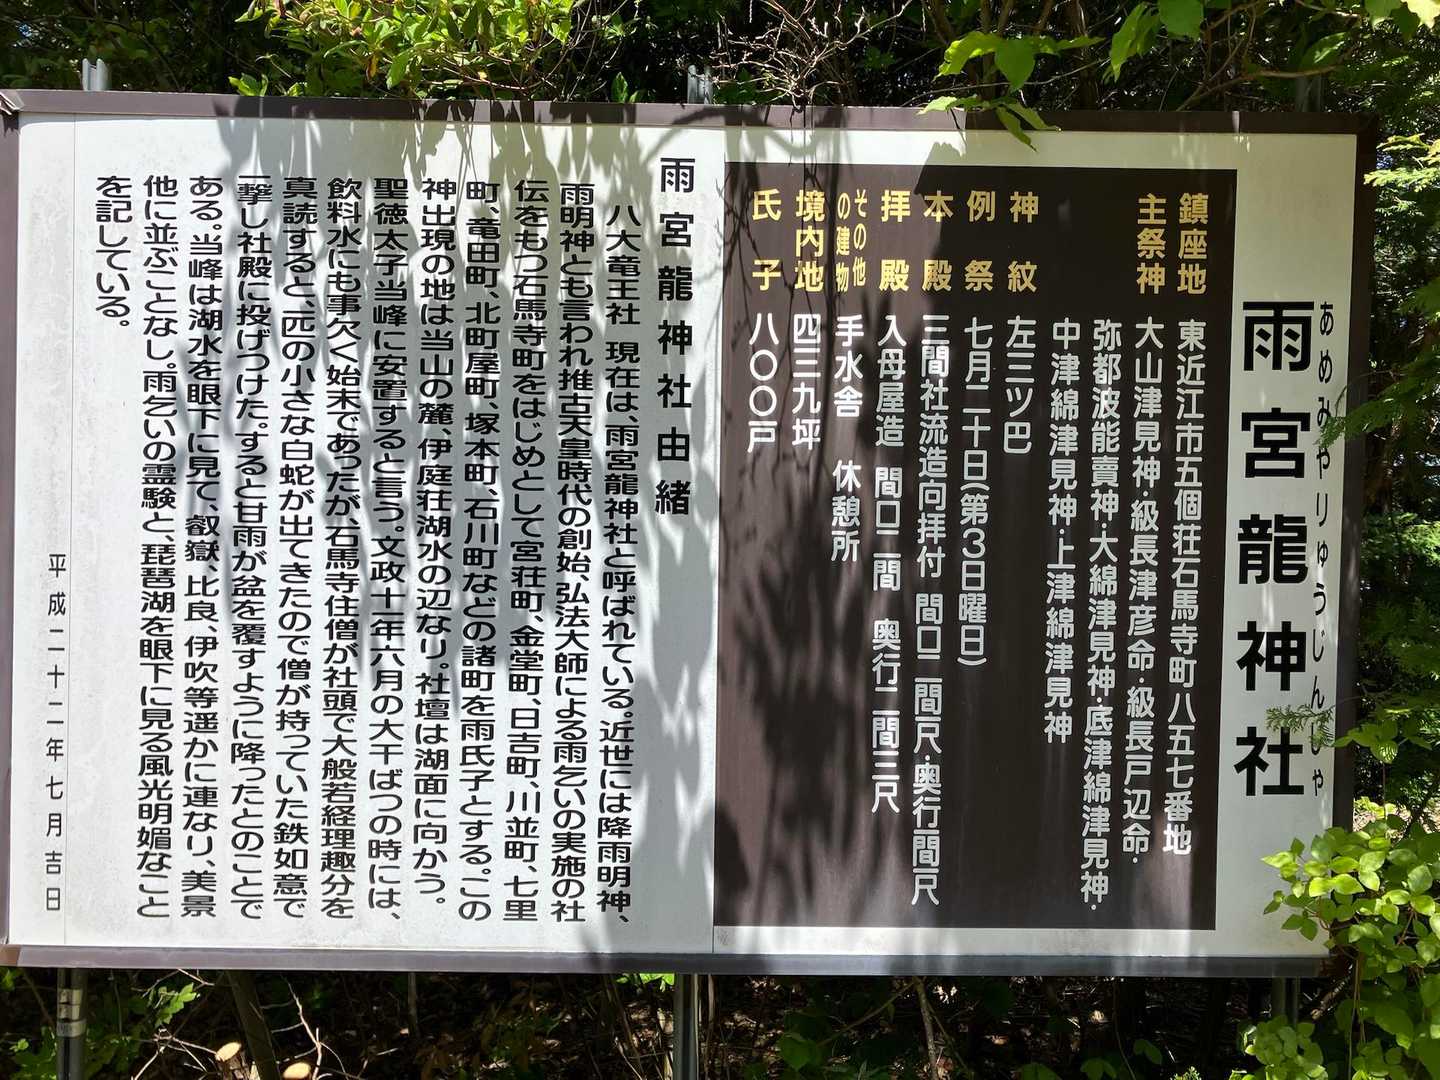 あめみやりゅうじんじゃ
雨宮龍神社
鎮座地 東近江市五個荘石馬寺町八五七番地
主祭神 大山津見神・級長津彦命・級長戸辺命・
弥都波能賣神・大綿津見神・底津綿津見神・
中津綿津見神・上津綿津見神
神紋 左三ツ巴
例祭 七月二十日(第3日曜日)
本殿 三間社流造向拝付 間口二間尺・奥行二間二尺
拝殿 入母屋造 間口二間 奥行二間三尺
その他の建物 手水舎 休憩所
境内地 四三九坪
氏子 八〇〇戸
雨宮龍神社由緒
八大竜王社 現在は、雨宮龍神社と呼ばれている。近世には降雨明神、
雨明神とも言われ推古天皇時代の創始、弘法大師による雨乞いの実施の社
伝をもつ石馬寺町をはじめとして宮荘町、金堂町、日吉町、川並町、七里
町、竜田町、北町屋町、塚本町、石川町などの諸町を雨氏子とする。この
神出現の地は当山の麓、伊庭荘湖水の辺なり。社壇は湖面に向かう。
聖徳太子当峰に安置すると言う。文政十二年六月の大干ばつの時には、
飲料水にも事欠く始末であったが、石馬寺住僧が社頭で大般若経理趣分を
真読すると、一匹の小さな白蛇が出てきたので僧が持っていた鉄如意で
一撃し社殿に投げつけた。すると甘雨が盆を覆すように降ったとのことで
ある。当峰は湖水を眼下に見て、叡嶽、比良、伊吹等遥かに連なり、美景
他に並ぶことなし。雨乞いの霊験と、琵琶湖を眼下に見る風光明媚なこと
を記している。
平成二十二年七月吉日